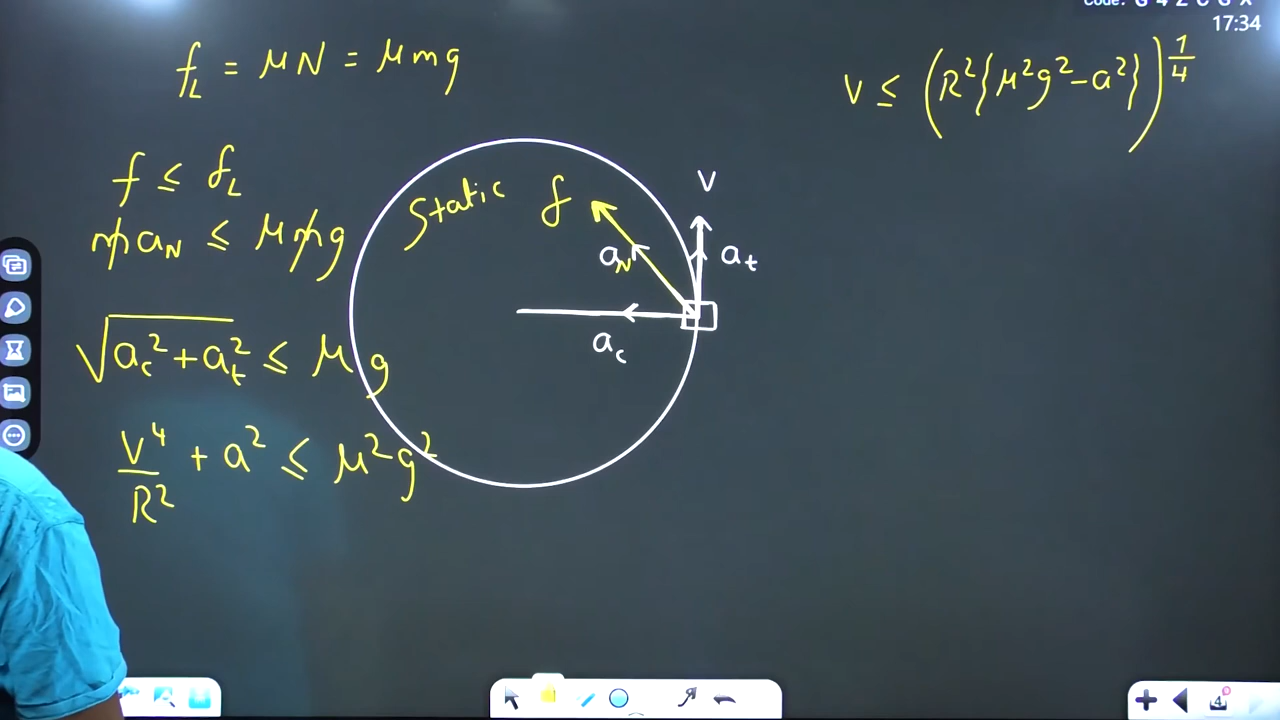 17:34
f_L = μN = μmg
v ≤ (R²{μ²g²-a²})^{1/4}
f ≤ f_L
m a_N ≤ μ m g
√(a_c² + a_t²) ≤ μ g
v⁴/R² + a² ≤ μ²g²
Static f
v
a_N
a_t
a_c
4